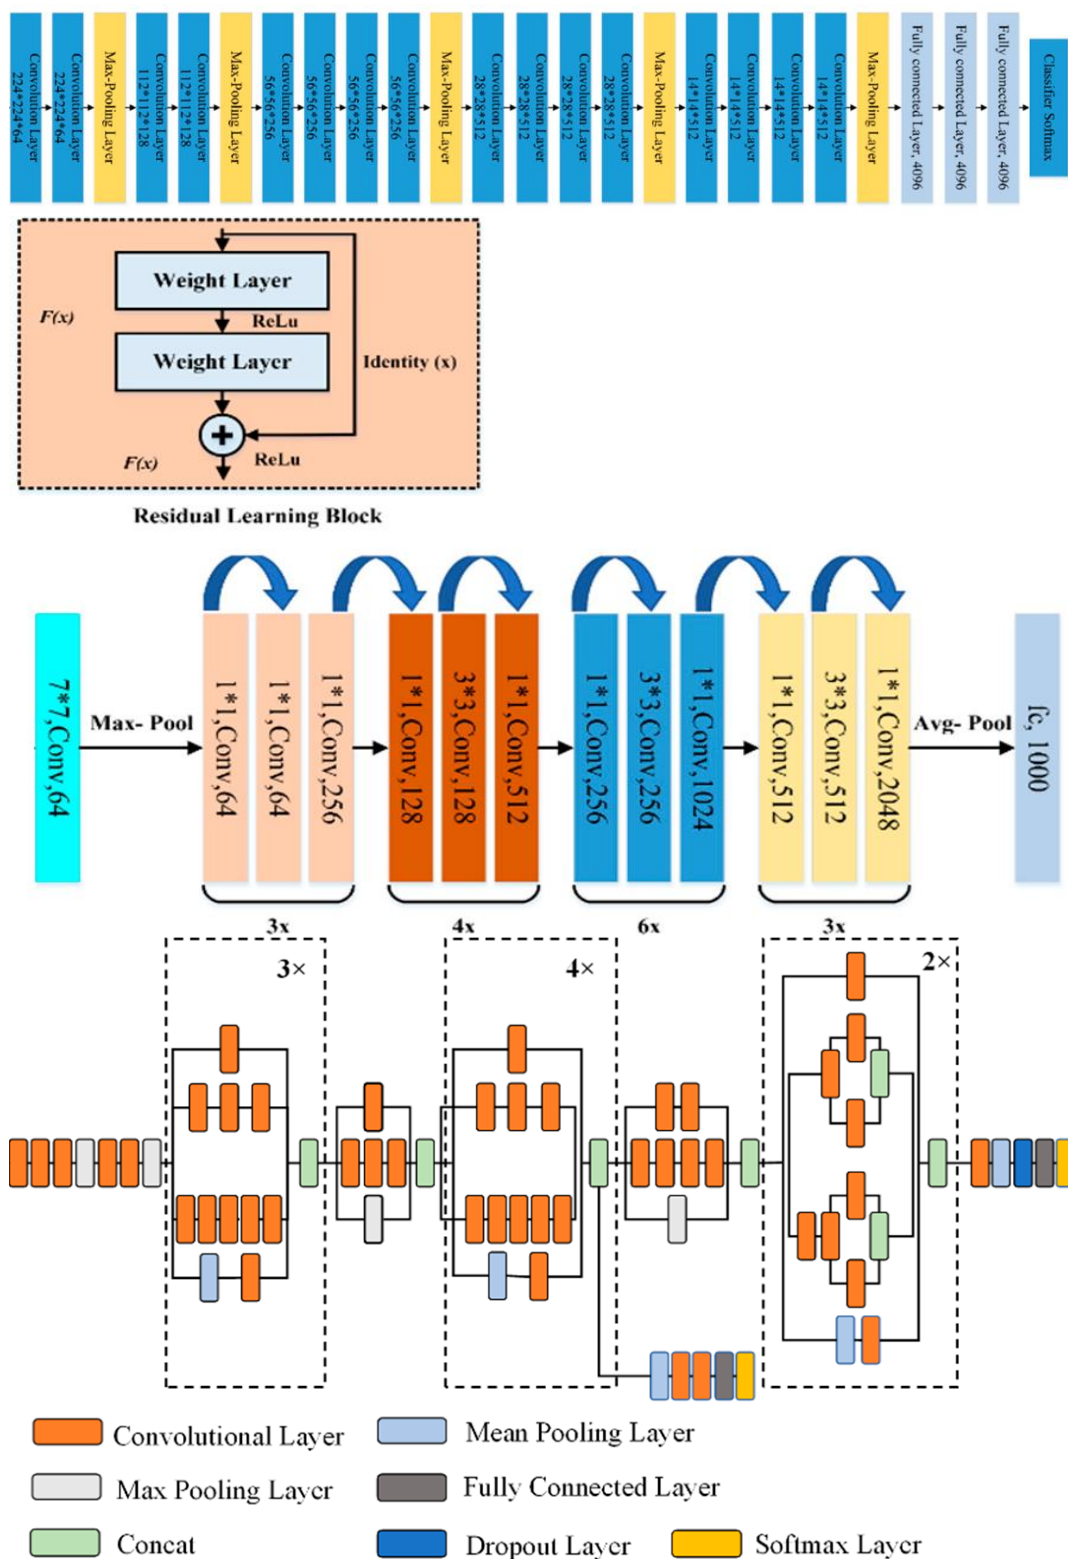 Convolution Layer
224*224*64
Convolution Layer
224*224*64
Max-Pooling Layer
Convolution Layer
112*112*128
Convolution Layer
112*112*128
Max-Pooling Layer
Convolution Layer
56*56*256
Convolution Layer
56*56*256
Convolution Layer
56*56*256
Convolution Layer
56*56*256
Max-Pooling Layer
Convolution Layer
28*28*512
Convolution Layer
28*28*512
Convolution Layer
28*28*512
Convolution Layer
28*28*512
Max-Pooling Layer
Convolution Layer
14*14*512
Convolution Layer
14*14*512
Convolution Layer
14*14*512
Convolution Layer
14*14*512
Max-Pooling Layer
Fully connected Layer, 4096
Fully connected Layer, 4096
Fully connected Layer, 4096
Classifier Softmax
Weight Layer
F(x)
ReLu
Weight Layer
Identity (x)
+
F(x)
ReLu
Residual Learning Block
7*7,Conv,64
Max- Pool
1*1,Conv,64
1*1,Conv,64
1*1,Conv,256
1*1,Conv,128
3*3,Conv,128
1*1,Conv,512
1*1,Conv,256
3*3,Conv,256
1*1,Conv,1024
1*1,Conv,512
3*3,Conv,512
1*1,Conv,2048
Avg- Pool
fc, 1000
3x
4x
6x
3x
3×
4×
2×
Convolutional Layer
Mean Pooling Layer
Max Pooling Layer
Fully Connected Layer
Concat
Dropout Layer
Softmax Layer